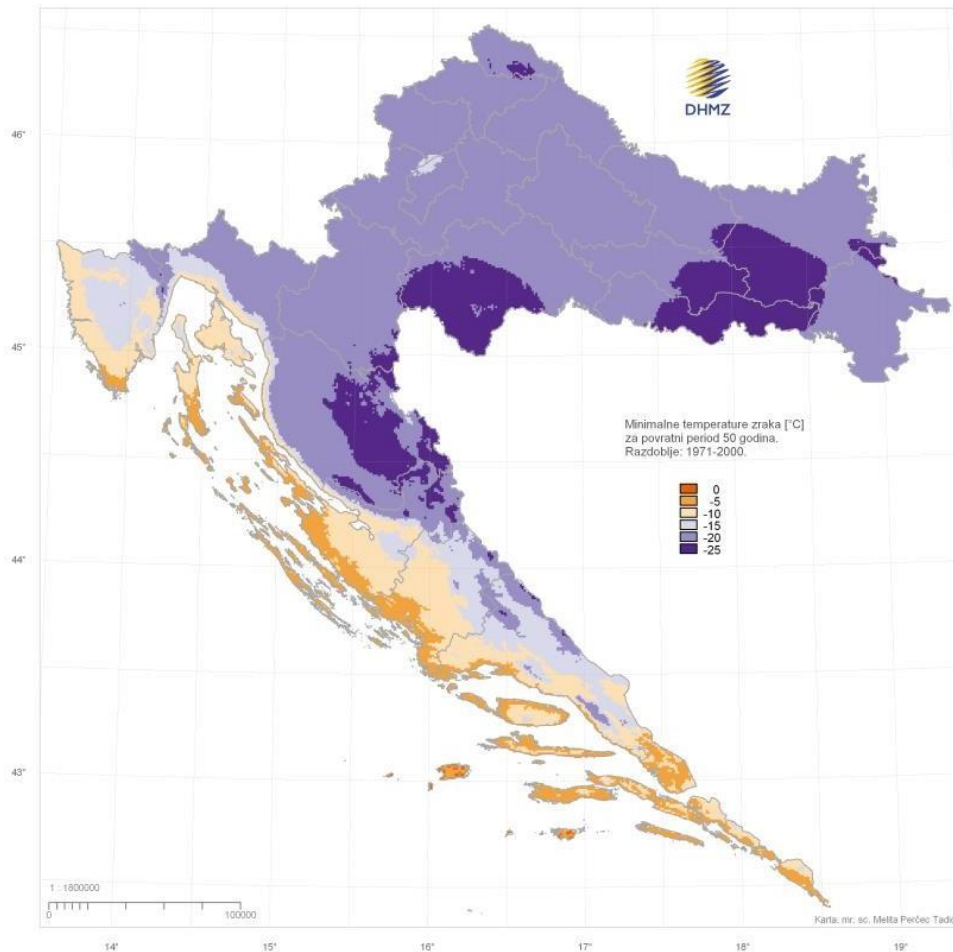 DHMZ
46°
45°
44°
43°
Minimalne temperature zraka [°C]
za povratni period 50 godina.
Razdoblje: 1971-2000.
0
-5
-10
-15
-20
-25
1 : 1800000
0 100000
Karta: mr. sc. Melita Perčec Tadić
14° 15° 16° 17° 18° 19°